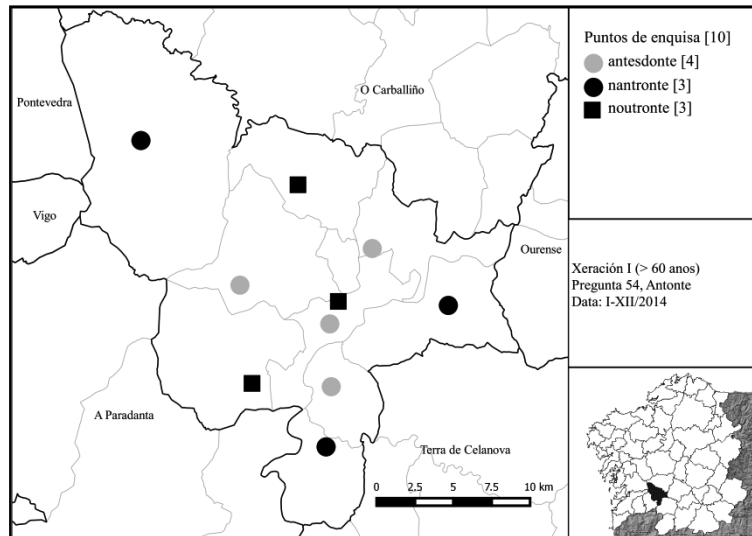 Puntos de enquisa [10]
antesdonte [4]
nantronte [3]
noutronte [3]
O Carballiño
Pontevedra
Vigo
Ourense
A Paradanta
Terra de Celanova
0 2,5 5 7,5 10 km
Xeración I (> 60 anos)
Pregunta 54, Antonte
Data: I-XII/2014